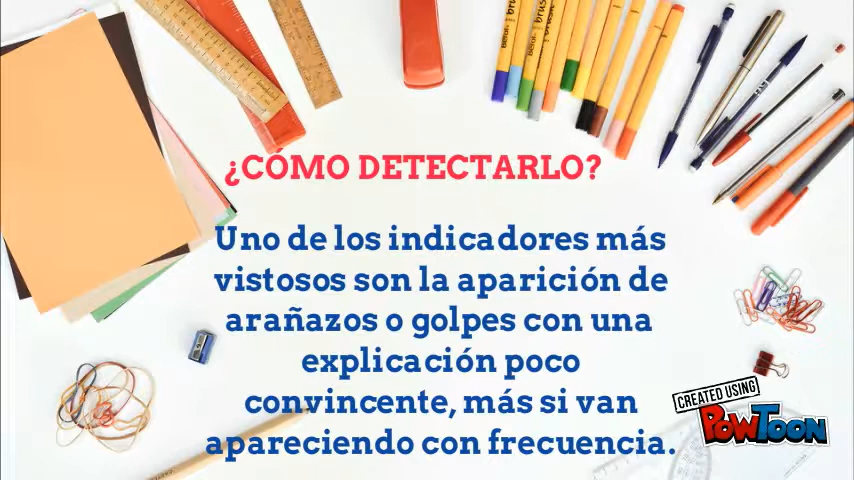 ¿CÓMO DETECTARLO?
Uno de los indicadores más
vistosos son la aparición de
arañazos o golpes con una
explicación poco
convincente, más si van
apareciendo con frecuencia.
CREATED USING
POWTOON